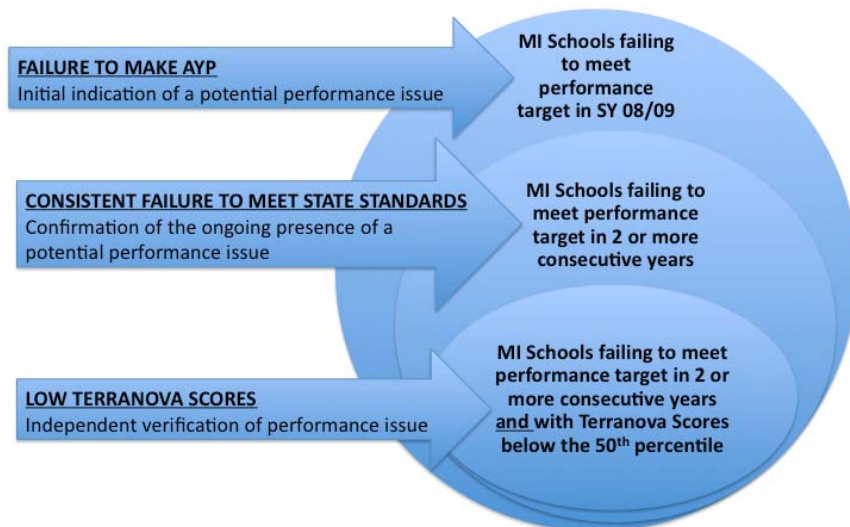 FAILURE TO MAKE AYP
Initial indication of a potential performance issue
MI Schools failing
to meet
performance
target in SY 08/09
CONSISTENT FAILURE TO MEET STATE STANDARDS
Confirmation of the ongoing presence of a
potential performance issue
MI Schools failing to
meet performance
target in 2 or more
consecutive years
LOW TERRANOVA SCORES
Independent verification of performance issue
MI Schools failing to meet
performance target in 2 or
more consecutive years
and with Terranova Scores
below the 50th percentile